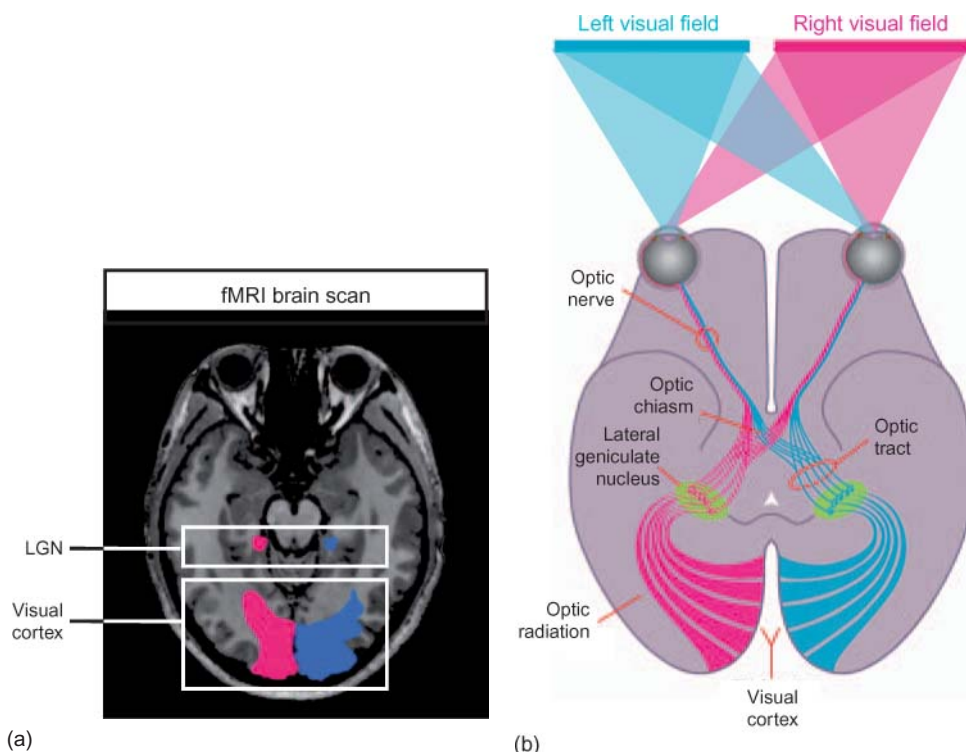 Left visual field
Right visual field
fMRI brain scan
LGN
Visual
cortex
(a)
Optic
nerve
Optic
chiasm
Lateral
geniculate
nucleus
Optic
tract
Optic
radiation
Visual
cortex
(b)